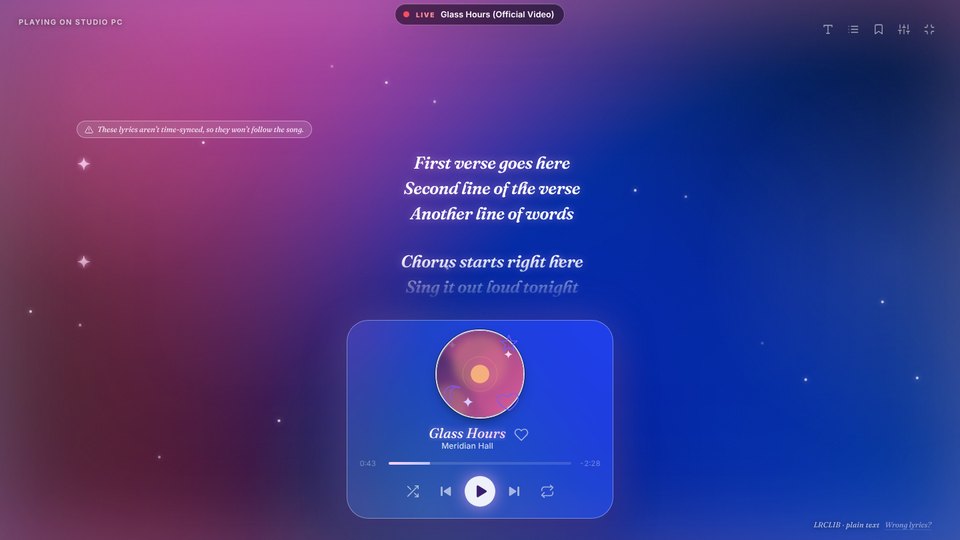 PLAYING ON STUDIO PC
LIVE Glass Hours (Official Video)
These lyrics aren't time-synced, so they won't follow the song.
First verse goes here
Second line of the verse
Another line of words
Chorus starts right here
Sing it out loud tonight
Glass Hours
Meridian Hall
0:43
-2:28
LRCLIB · plain text Wrong lyrics?